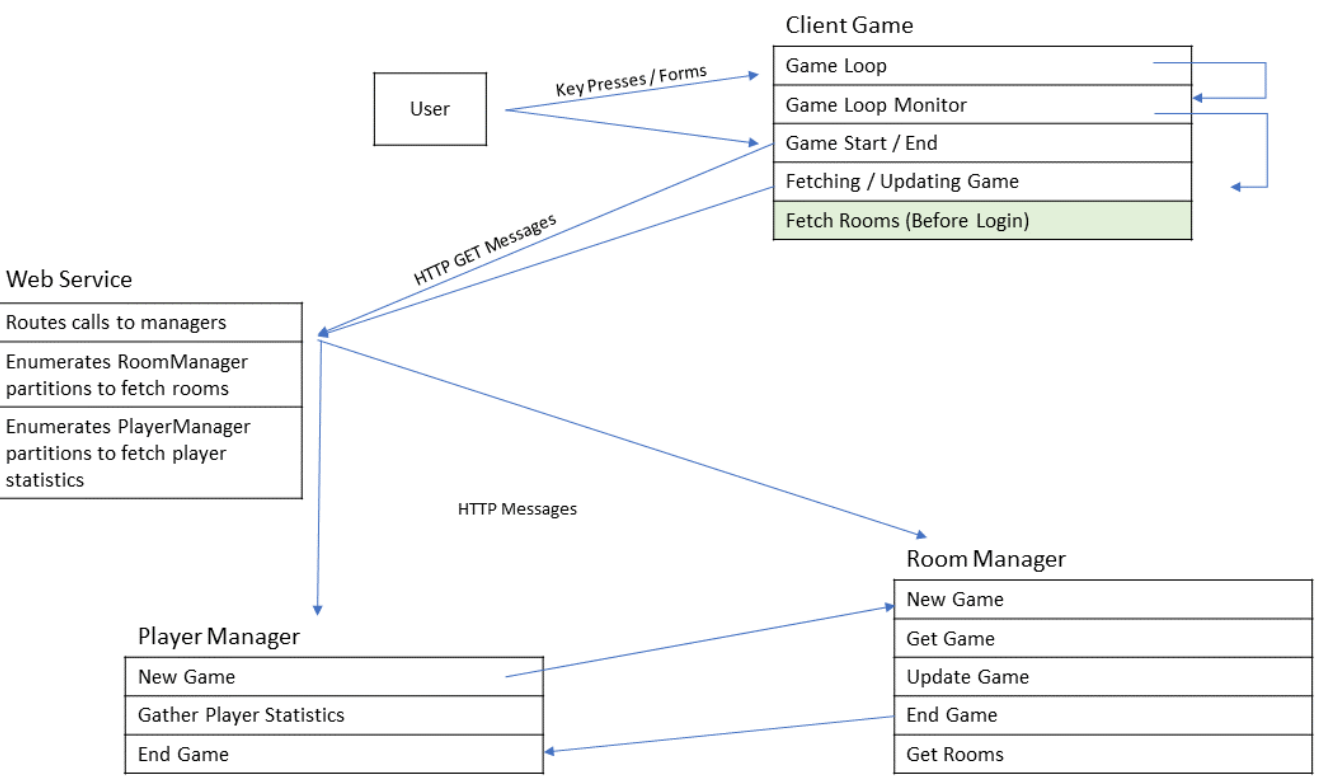 Client Game
Game Loop
Game Loop Monitor
Game Start / End
Fetching / Updating Game
Fetch Rooms (Before Login)
User
Key Presses / Forms
HTTP GET Messages
Web Service
Routes calls to managers
Enumerates RoomManager
partitions to fetch rooms
Enumerates PlayerManager
partitions to fetch player
statistics
HTTP Messages
Room Manager
New Game
Get Game
Update Game
End Game
Get Rooms
Player Manager
New Game
Gather Player Statistics
End Game